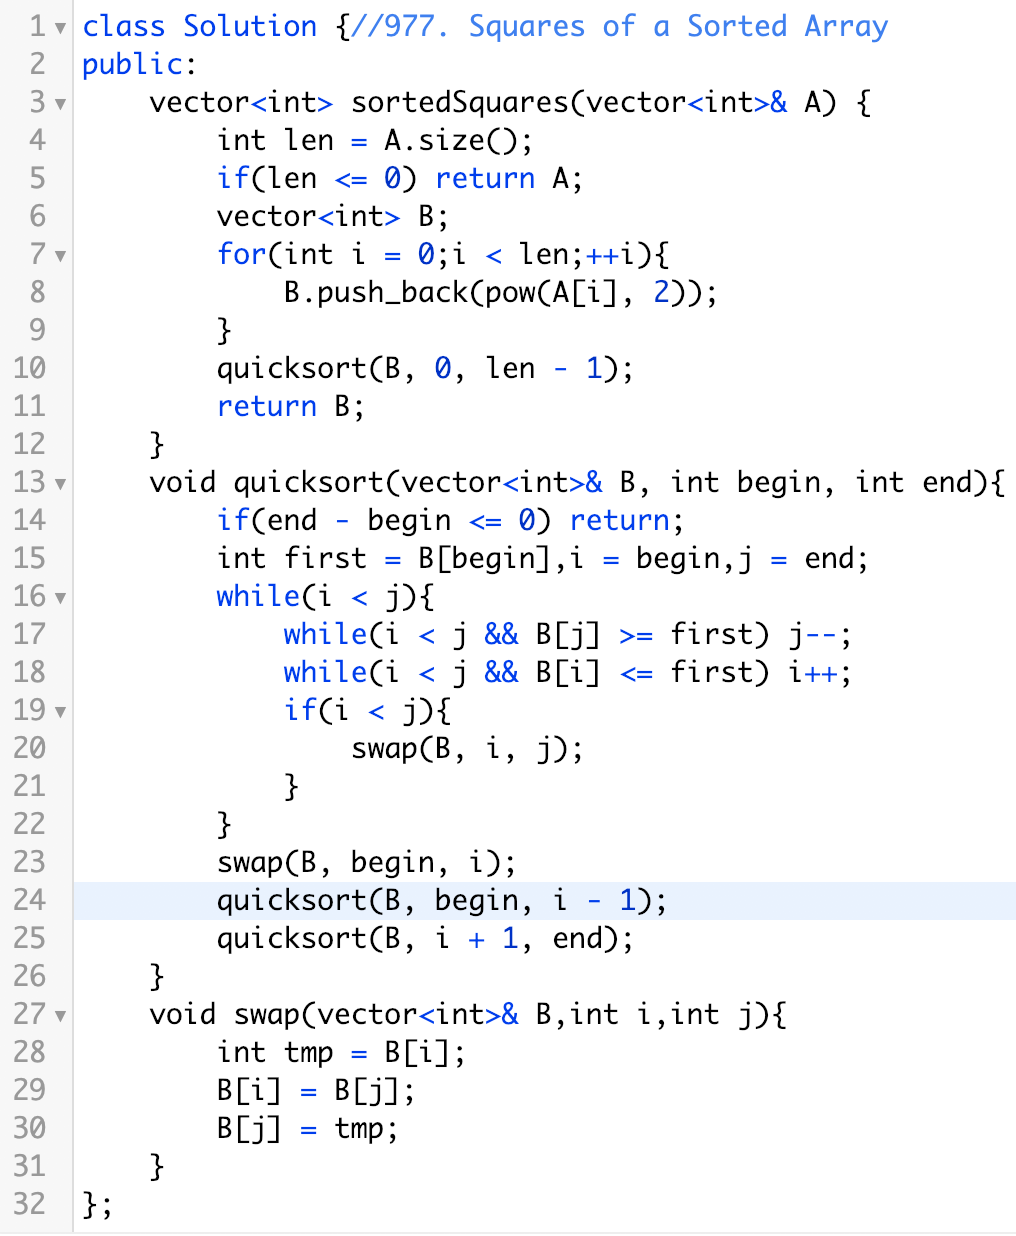 1 class Solution {//977. Squares of a Sorted Array
2 public:
3     vector<int> sortedSquares(vector<int>& A) {
4         int len = A.size();
5         if(len <= 0) return A;
6         vector<int> B;
7         for(int i = 0;i < len;++i){
8             B.push_back(pow(A[i], 2));
9         }
10         quicksort(B, 0, len - 1);
11         return B;
12     }
13     void quicksort(vector<int>& B, int begin, int end){
14         if(end - begin <= 0) return;
15         int first = B[begin],i = begin,j = end;
16         while(i < j){
17             while(i < j && B[j] >= first) j--;
18             while(i < j && B[i] <= first) i++;
19             if(i < j){
20                 swap(B, i, j);
21             }
22         }
23         swap(B, begin, i);
24         quicksort(B, begin, i - 1);
25         quicksort(B, i + 1, end);
26     }
27     void swap(vector<int>& B,int i,int j){
28         int tmp = B[i];
29         B[i] = B[j];
30         B[j] = tmp;
31     }
32 };